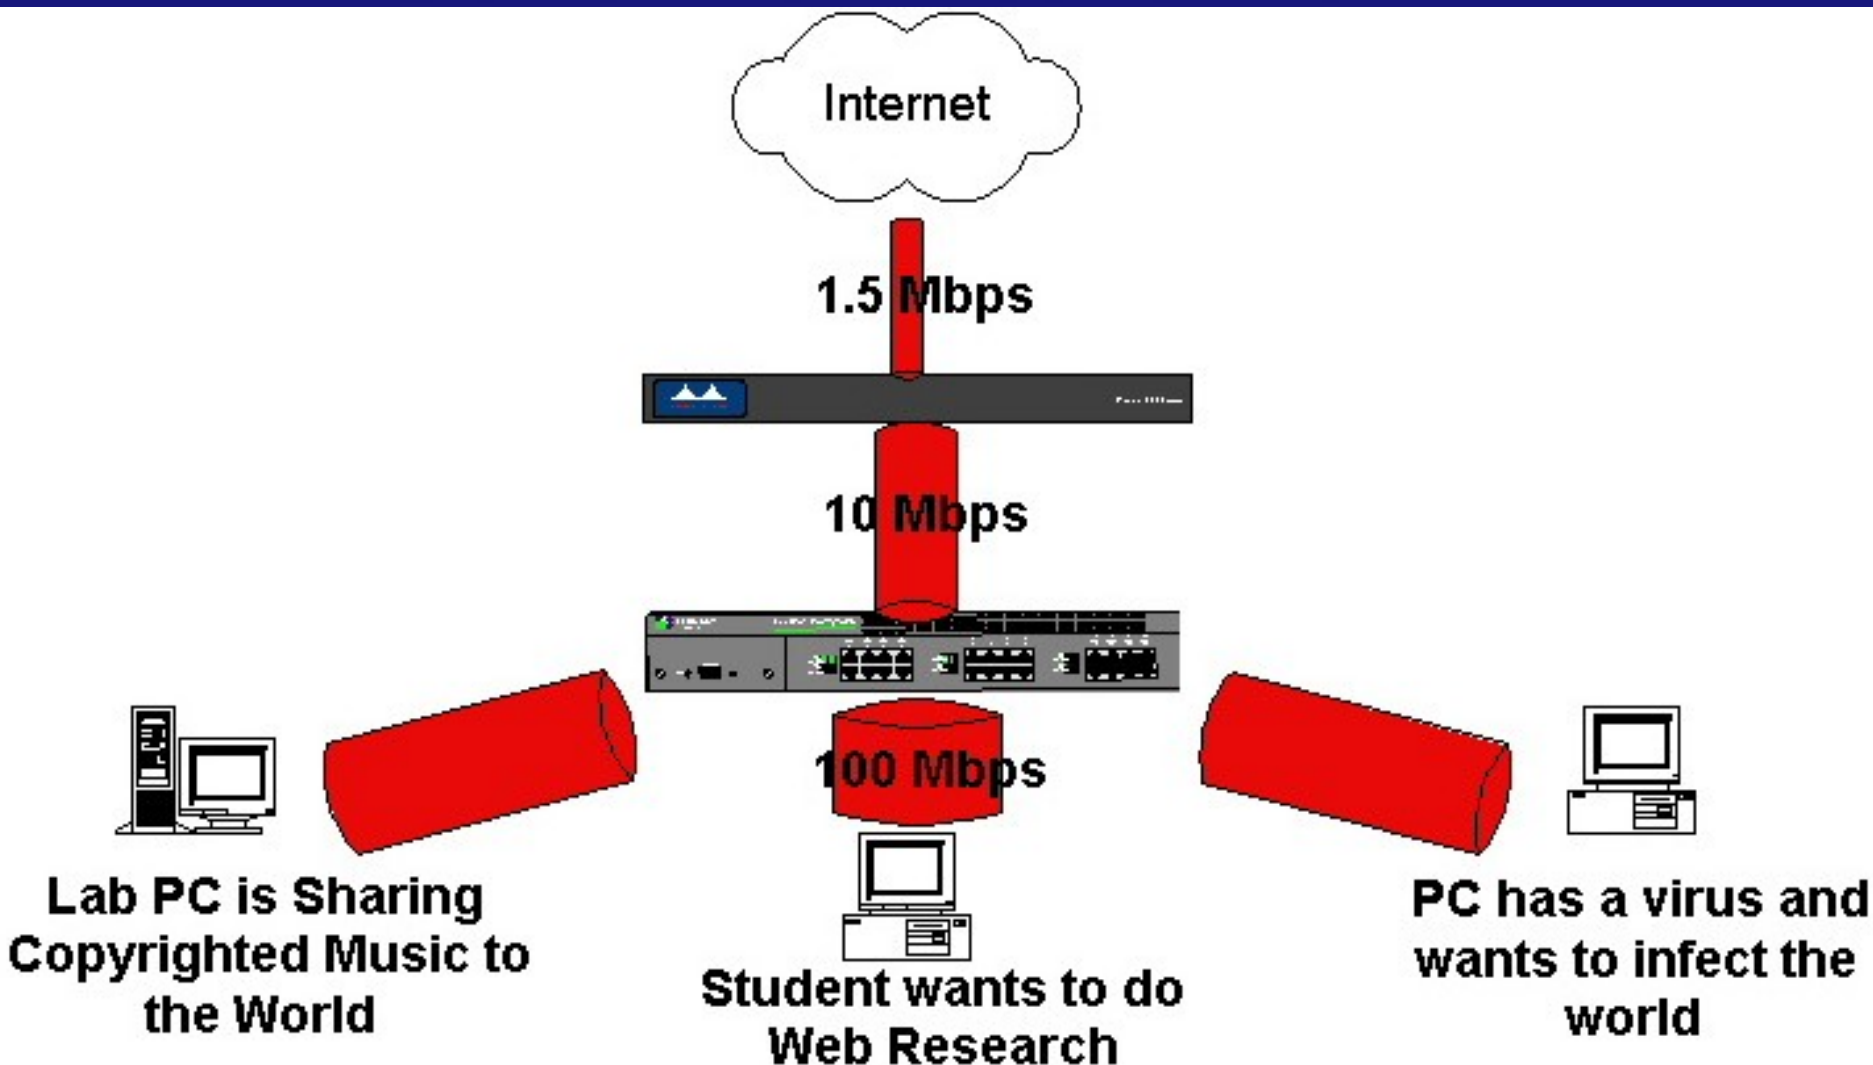 Internet
1.5 Mbps
10 Mbps
100 Mbps
Lab PC is Sharing
Copyrighted Music to
the World
Student wants to do
Web Research
PC has a virus and
wants to infect the
world